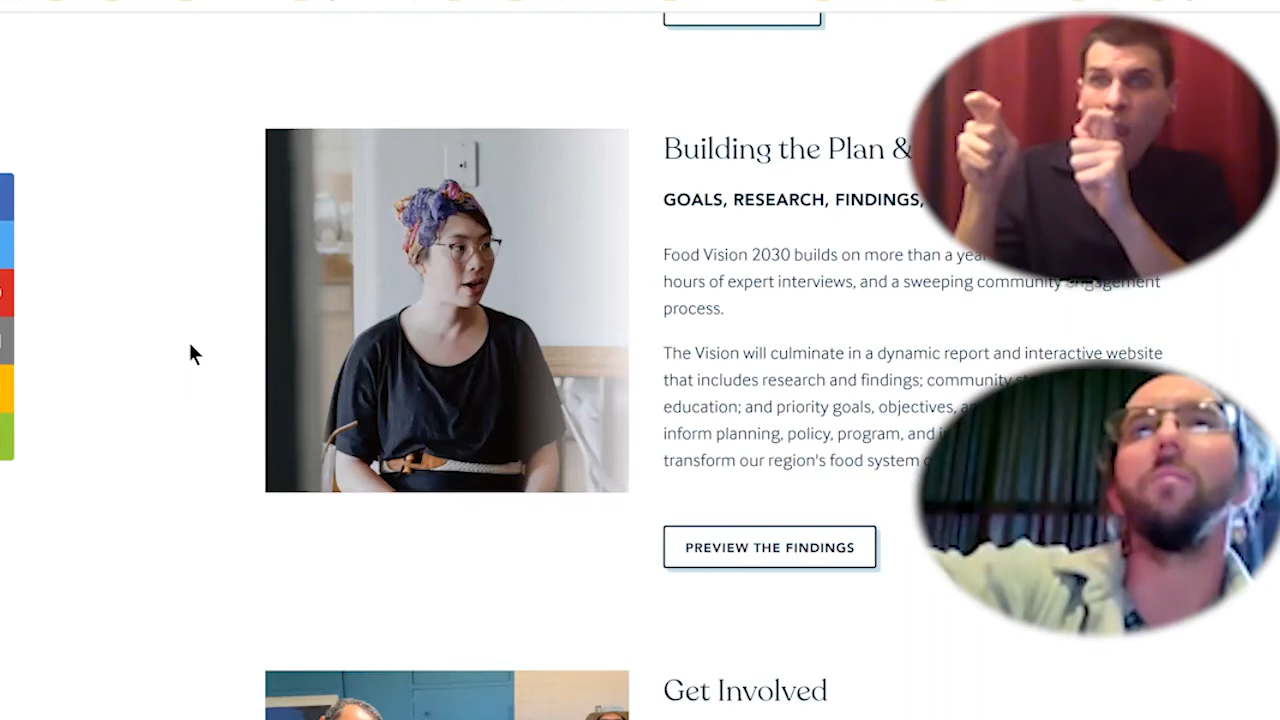 Building the Plan &
GOALS, RESEARCH, FINDINGS,
Food Vision 2030 builds on more than a year
hours of expert interviews, and a sweeping community engagement
process.
The Vision will culminate in a dynamic report and interactive website
that includes research and findings; community
education; and priority goals, objectives,
inform planning, policy, program, and
transform our region's food system
PREVIEW THE FINDINGS
Get Involved